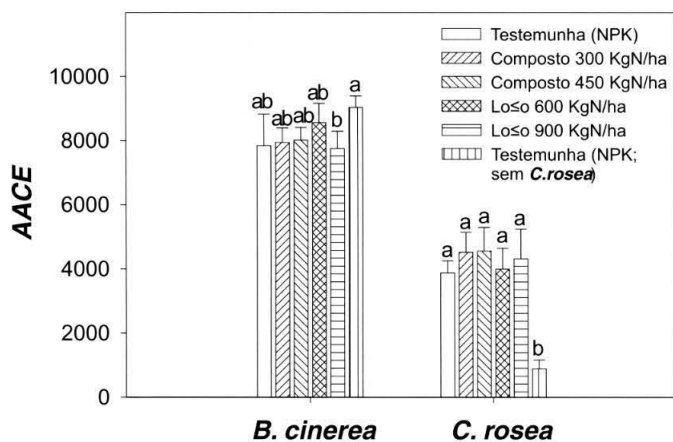 Testemunha (NPK)
Composto 300 KgN/ha
Composto 450 KgN/ha
Lo≤o 600 KgN/ha
Lo≤o 900 KgN/ha
Testemunha (NPK;
sem C.rosea)
AACE
10000
8000
6000
4000
2000
0
ab ab ab ab b a
a a a a a b
B. cinerea C. rosea